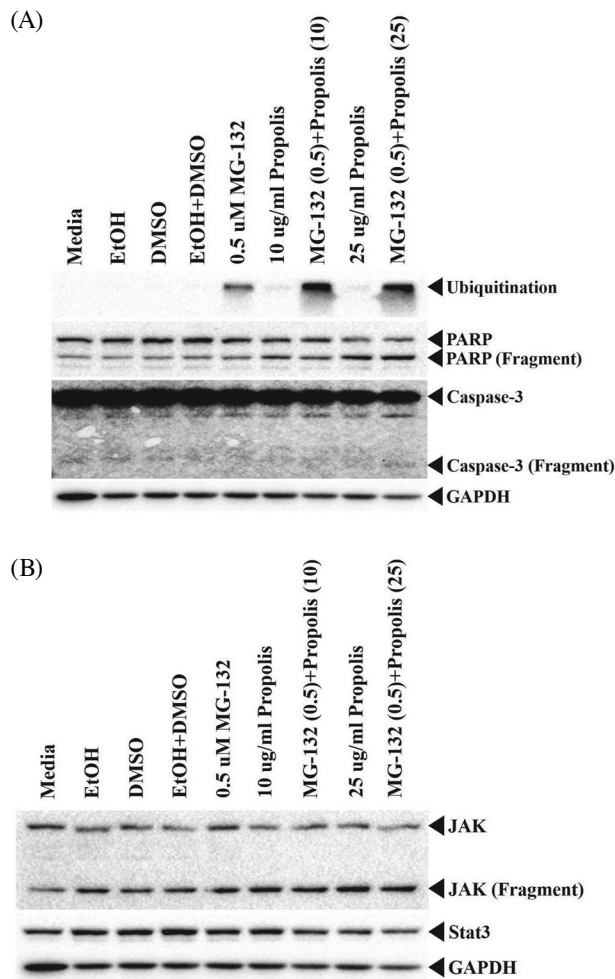 (A)
Media
EtOH
DMSO
EtOH+DMSO
0.5 uM MG-132
10 ug/ml Propolis
MG-132 (0.5)+Propolis (10)
25 ug/ml Propolis
MG-132 (0.5)+Propolis (25)
Ubiquitination
PARP
PARP (Fragment)
Caspase-3
Caspase-3 (Fragment)
GAPDH
(B)
Media
EtOH
DMSO
EtOH+DMSO
0.5 uM MG-132
10 ug/ml Propolis
MG-132 (0.5)+Propolis (10)
25 ug/ml Propolis
MG-132 (0.5)+Propolis (25)
JAK
JAK (Fragment)
Stat3
GAPDH